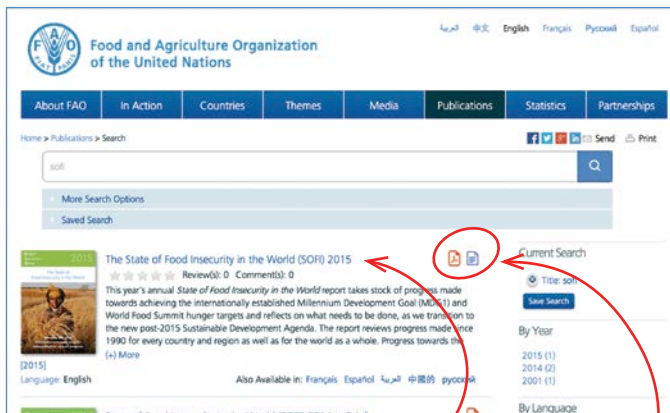 العربية 中文 English Français Русский Español
F A O
FIAT PANIS
Food and Agriculture Organization
of the United Nations
About FAO In Action Countries Themes Media Publications Statistics Partnerships
Home > Publications > Search
Send Print
sofi
More Search Options
Saved Search
2015
The State of Food Insecurity in the World (SOFI) 2015
Review(s): 0 Comment(s): 0
This year's annual State of Food Insecurity in the World report takes stock of progress made
towards achieving the internationally established Millennium Development Goal (MDG1) and
World Food Summit hunger targets and reflects on what needs to be done, as we transition to
the new post-2015 Sustainable Development Agenda. The report reviews progress made since
1990 for every country and region as well as for the world as a whole. Progress towards the
(+) More
[2015]
Language: English Also Available in: Français Español العربية 中國的 русский
Current Search
Title: sofi
Save Search
By Year
2015 (1)
2014 (2)
2001 (1)
By Language